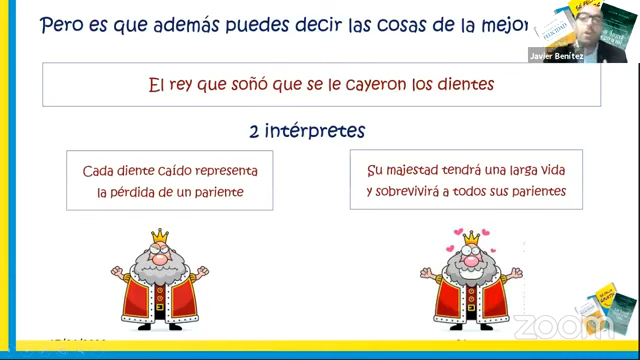 Pero es que además puedes decir las cosas de la mejor
Javier Benítez
El rey que soñó que se le cayeron los dientes
2 intérpretes
Cada diente caído representa
la pérdida de un pariente
Su majestad tendrá una larga vida
y sobrevivirá a todos sus parientes
zoom